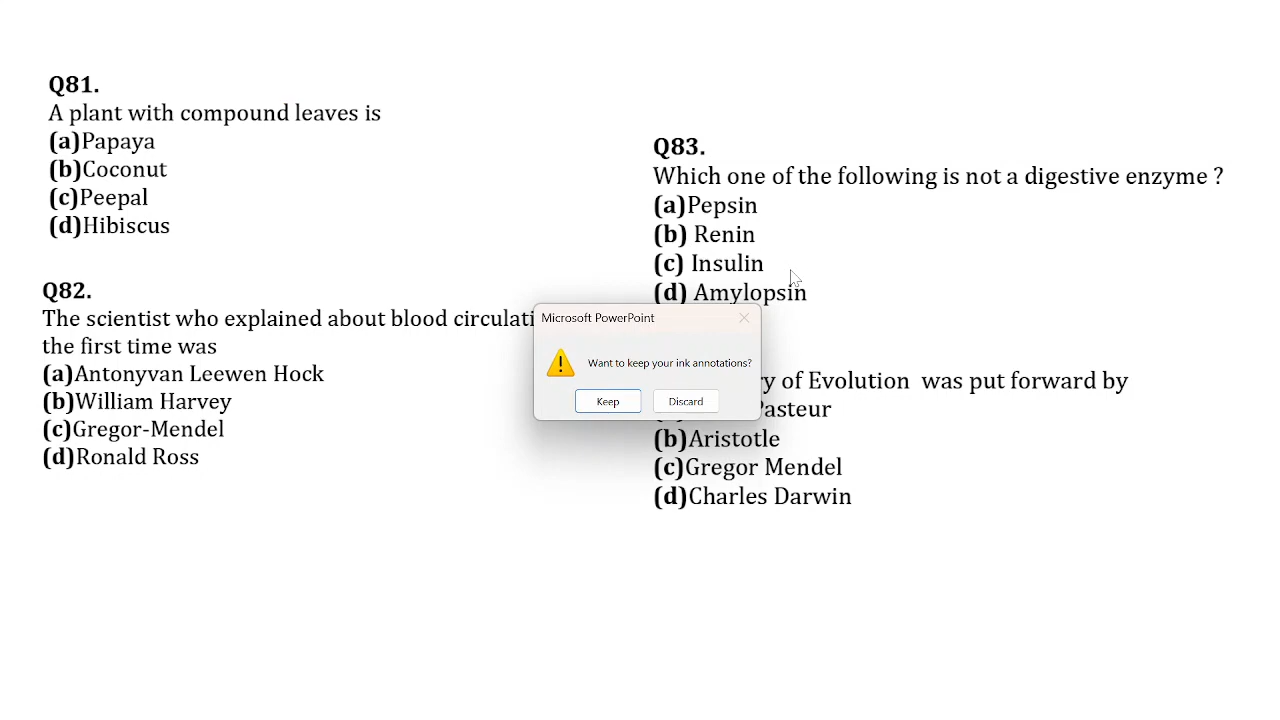 Q81.
A plant with compound leaves is
(a)Papaya
(b)Coconut
(c)Peepal
(d)Hibiscus
Q82.
The scientist who explained about blood
the first time was
(a)Antonyvan Leewen Hock
(b)William Harvey
(c)Gregor-Mendel
(d)Ronald Ross
Q83.
Which one of the following is not a digestive enzyme ?
(a)Pepsin
(b) Renin
(c) Insulin
(d) Amylopsin
of Evolution was put forward by
Pasteur
(b)Aristotle
(c)Gregor Mendel
(d)Charles Darwin
Microsoft PowerPoint
Want to keep your ink annotations?
Keep
Discard